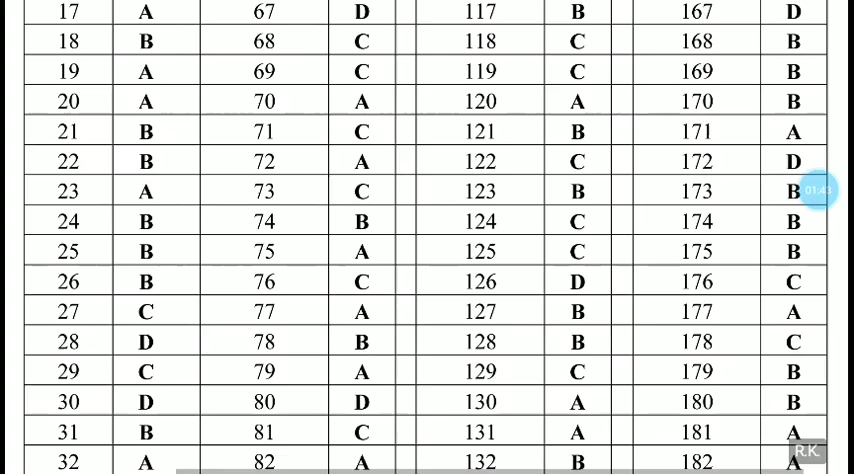 17 A 67 D 117 B 167 D
18 B 68 C 118 C 168 B
19 A 69 C 119 C 169 B
20 A 70 A 120 A 170 B
21 B 71 C 121 B 171 A
22 B 72 A 122 C 172 D
23 A 73 C 123 B 173 B 01:43
24 B 74 B 124 C 174 B
25 B 75 A 125 C 175 B
26 B 76 C 126 D 176 C
27 C 77 A 127 B 177 A
28 D 78 B 128 B 178 C
29 C 79 A 129 C 179 B
30 D 80 D 130 A 180 B
31 B 81 C 131 A 181 A
32 A 82 A 132 B 182 A
R.K.